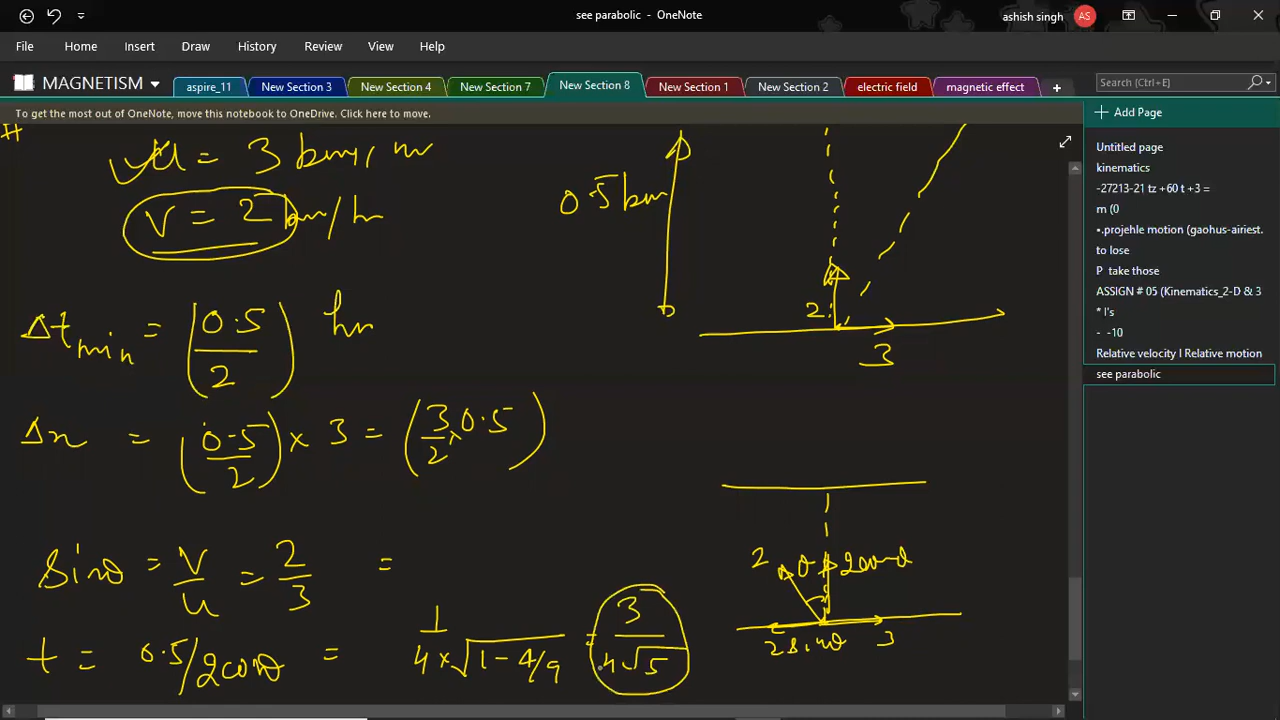 see parabolic - OneNote
ashish singh
AS
File Home Insert Draw History Review View Help
MAGNETISM
aspire_11
New Section 3
New Section 4
New Section 7
New Section 8
New Section 1
New Section 2
electric field
magnetic effect
Search (Ctrl+E)
To get the most out of OneNote, move this notebook to OneDrive. Click here to move.
Add Page
Untitled page
kinematics
-27213-21 tz +60 t +3 =
m (0
•.projehle motion (gaohus-airiest.
to lose
P take those
ASSIGN # 05 (Kinematics_2-D & 3
* I's
- -10
Relative velocity l Relative motion
see parabolic
#
u = 3 km/
v = 2 km/hr
Δt min = (0.5/2) hr
Δx = (0.5/2) × 3 = (3/2 × 0.5)
Sinθ = v/u = 2/3 =
t = 0.5/2cosθ = 1/4×√1-4/9 = 3/4√5
0.5 km
2
3
2 θ 2cosθ
2sinθ 3